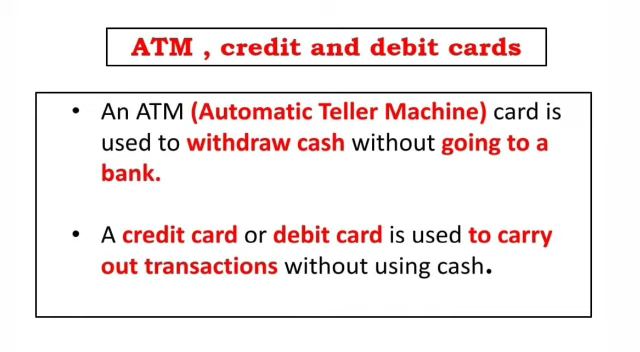 ATM , credit and debit cards
• An ATM (Automatic Teller Machine) card is
used to withdraw cash without going to a
bank.
• A credit card or debit card is used to carry
out transactions without using cash.